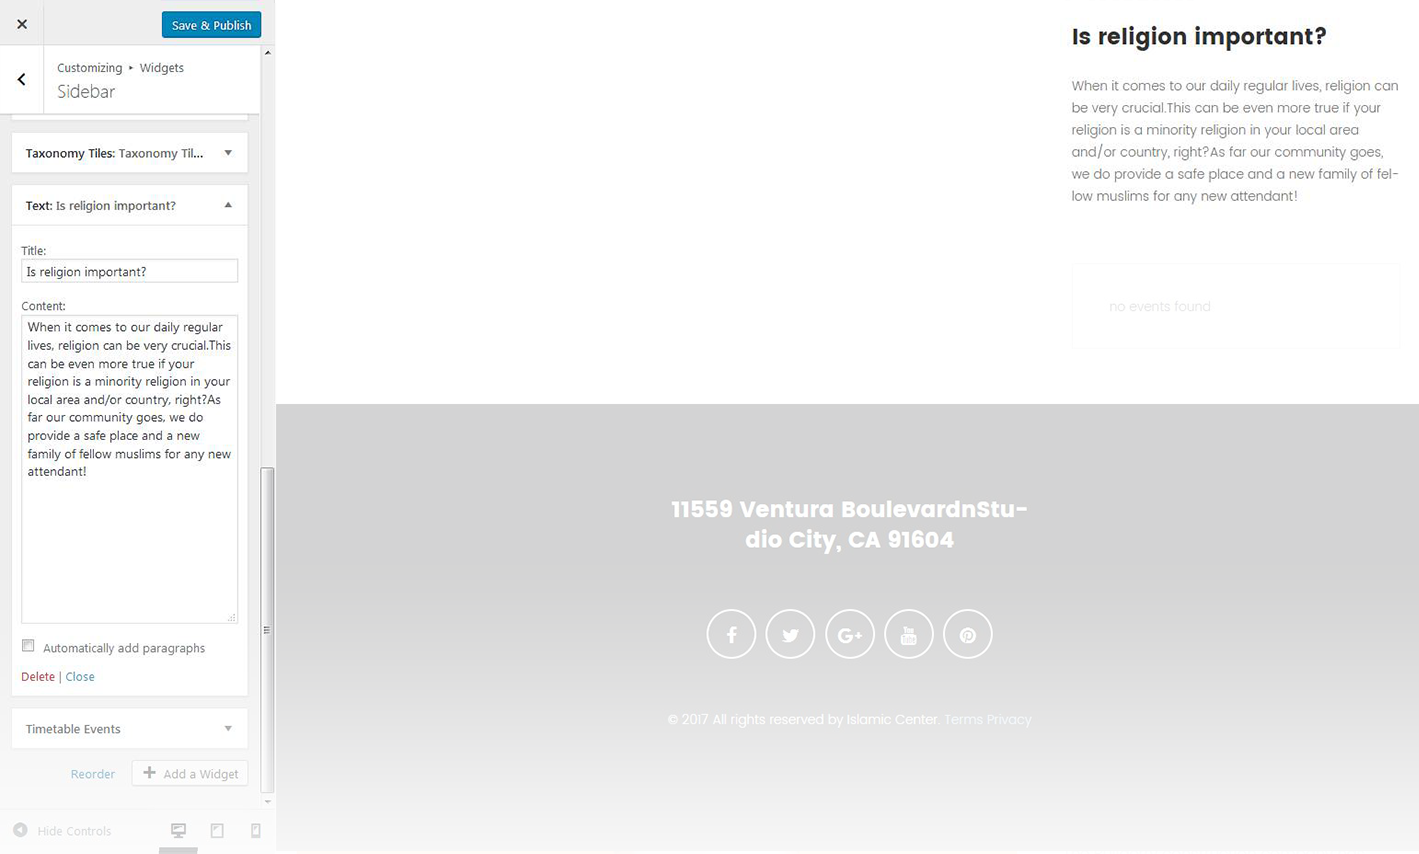 Save & Publish
Customizing ▸ Widgets
Sidebar
Taxonomy Tiles: Taxonomy Til...
Text: Is religion important?
Title:
Is religion important?
Content:
When it comes to our daily regular
lives, religion can be very crucial.This
can be even more true if your
religion is a minority religion in your
local area and/or country, right?As
far our community goes, we do
provide a safe place and a new
family of fellow muslims for any new
attendant!
Automatically add paragraphs
Delete | Close
Timetable Events
Reorder
Add a Widget
Hide Controls
Is religion important?
When it comes to our daily regular lives, religion can
be very crucial.This can be even more true if your
religion is a minority religion in your local area
and/or country, right?As far our community goes,
we do provide a safe place and a new family of fel-
low muslims for any new attendant!
no events found
11559 Ventura BoulevardnStu-
dio City, CA 91604
You
Tube
© 2017 All rights reserved by Islamic Center. Terms Privacy